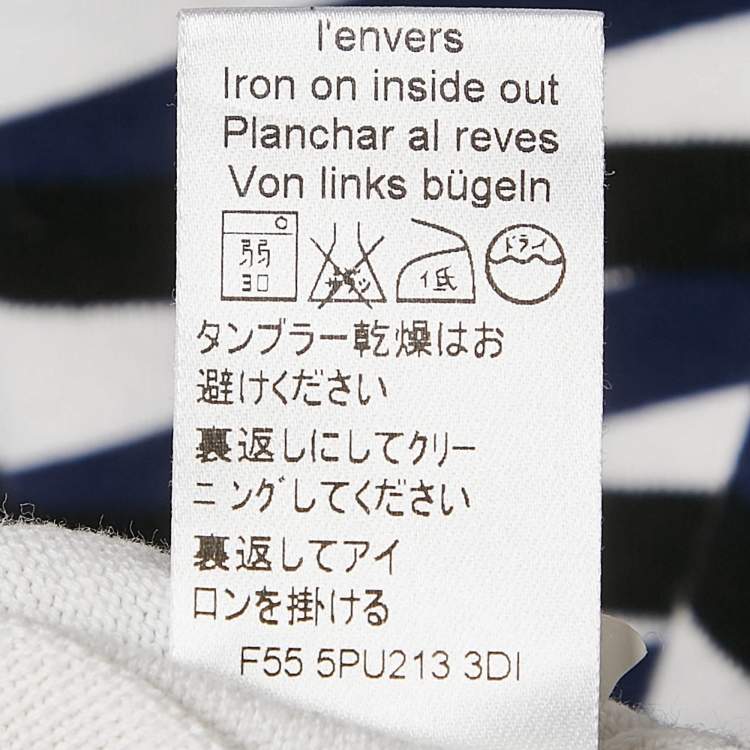 l'envers
Iron on inside out
Planchar al reves
Von links bügeln
弱 30 サラシ 低 ドライ
タンブラー乾燥はお
避けください
裏返しにしてクリー
ニングしてください
裏返してアイ
ロンを掛ける
F55 5PU213 3DI